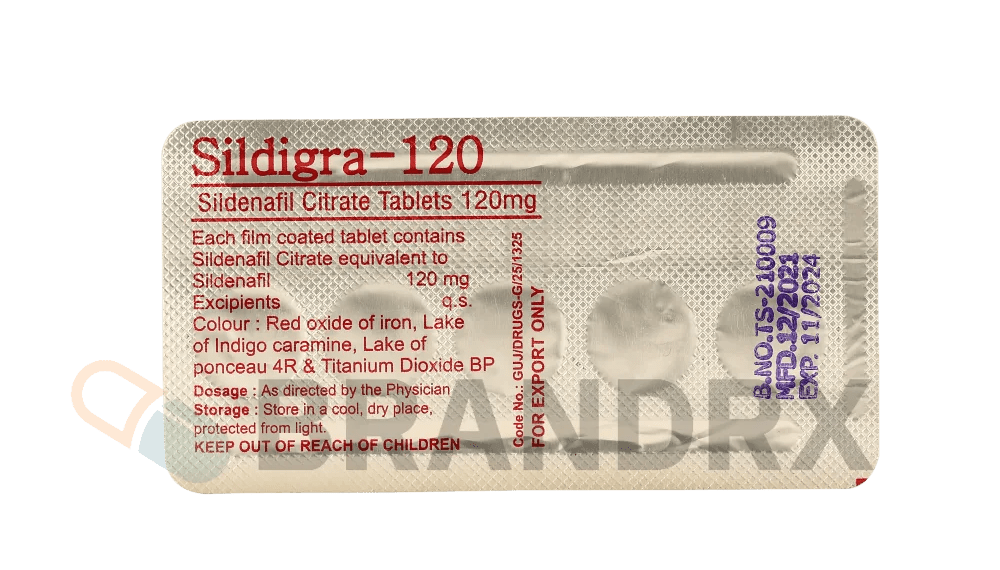 Sildigra-120
Sildenafil Citrate Tablets 120mg
Each film coated tablet contains
Sildenafil Citrate equivalent to
Sildenafil 120 mg
Excipients q.s.
Colour : Red oxide of iron, Lake
of Indigo caramine, Lake of
ponceau 4R & Titanium Dioxide BP
Dosage : As directed by the Physician
Storage : Store in a cool, dry place,
protected from light.
KEEP OUT OF REACH OF CHILDREN
Code No.: GUJ/DRUGS-G/25/1325
FOR EXPORT ONLY
B.NO.TS-210009
MFD.12/2021
EXP. 11/2024
BRANDRX